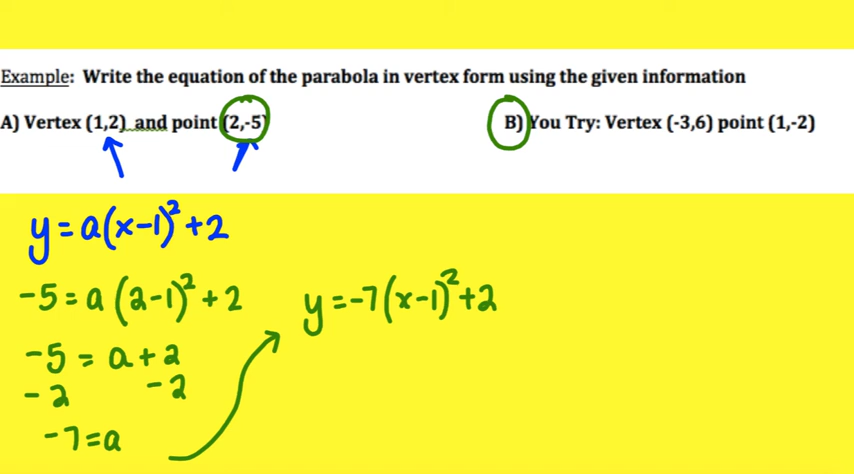 Example: Write the equation of the parabola in vertex form using the given information
A) Vertex (1,2) and point (2,-5)
B) You Try: Vertex (-3,6) point (1,-2)
y = a(x-1)² + 2
-5 = a(2-1)² + 2
-5 = a + 2
-2 -2
-7 = a
y = -7(x-1)² + 2